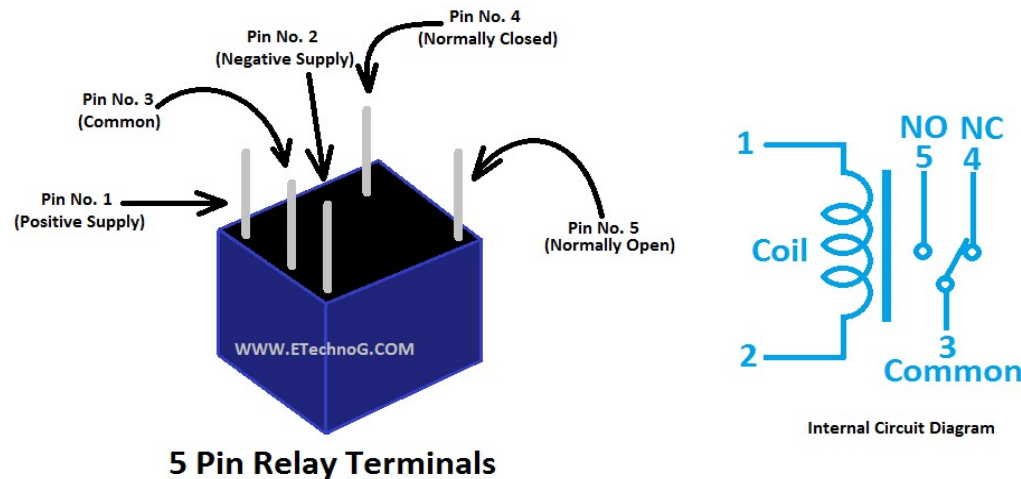 Pin No. 4
(Normally Closed)
Pin No. 2
(Negative Supply)
Pin No. 3
(Common)
Pin No. 1
(Positive Supply)
Pin No. 5
(Normally Open)
WWW.ETechnoG.COM
5 Pin Relay Terminals
NO NC
1 5 4
Coil
2 3
Common
Internal Circuit Diagram